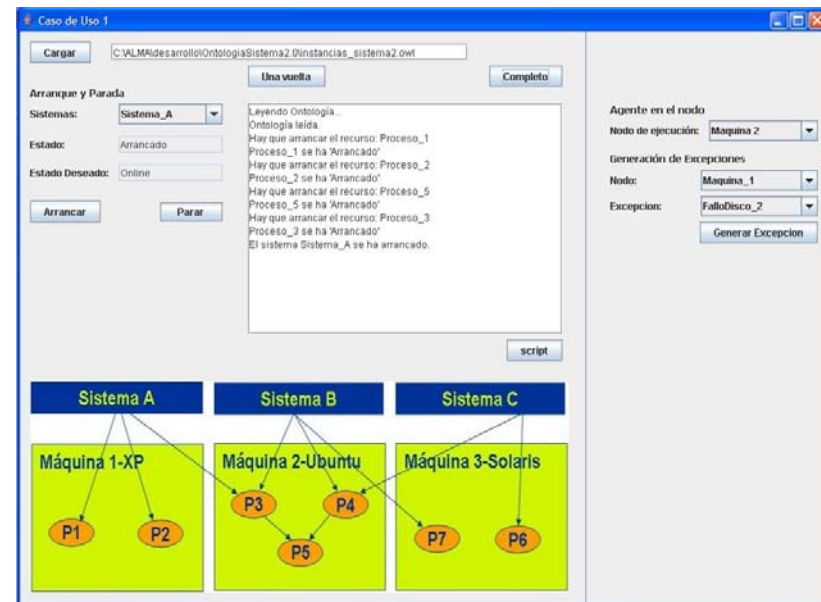 Caso de Uso 1
Cargar
C:\ALMA\desarrollo\OntologiaSistema2.0\instancias_sistema2.owl
Una vuelta
Completo
Arranque y Parada
Sistemas:
Sistema_A
Estado:
Arrancado
Estado Deseado:
Online
Arrancar
Parar
Leyendo Ontología...
Ontología leída.
Hay que arrancar el recurso: Proceso_1
Proceso_1 se ha 'Arrancado'
Hay que arrancar el recurso: Proceso_2
Proceso_2 se ha 'Arrancado'
Hay que arrancar el recurso: Proceso_5
Proceso_5 se ha 'Arrancado'
Hay que arrancar el recurso: Proceso_3
Proceso_3 se ha 'Arrancado'
El sistema Sistema_A se ha arrancado.
script
Agente en el nodo
Nodo de ejecución:
Maquina 2
Generación de Excepciones
Nodo:
Maquina_1
Excepcion:
FalloDisco_2
Generar Excepcion
Sistema A
Sistema B
Sistema C
Máquina 1-XP
Máquina 2-Ubuntu
Máquina 3-Solaris
P1
P2
P3
P4
P5
P7
P6